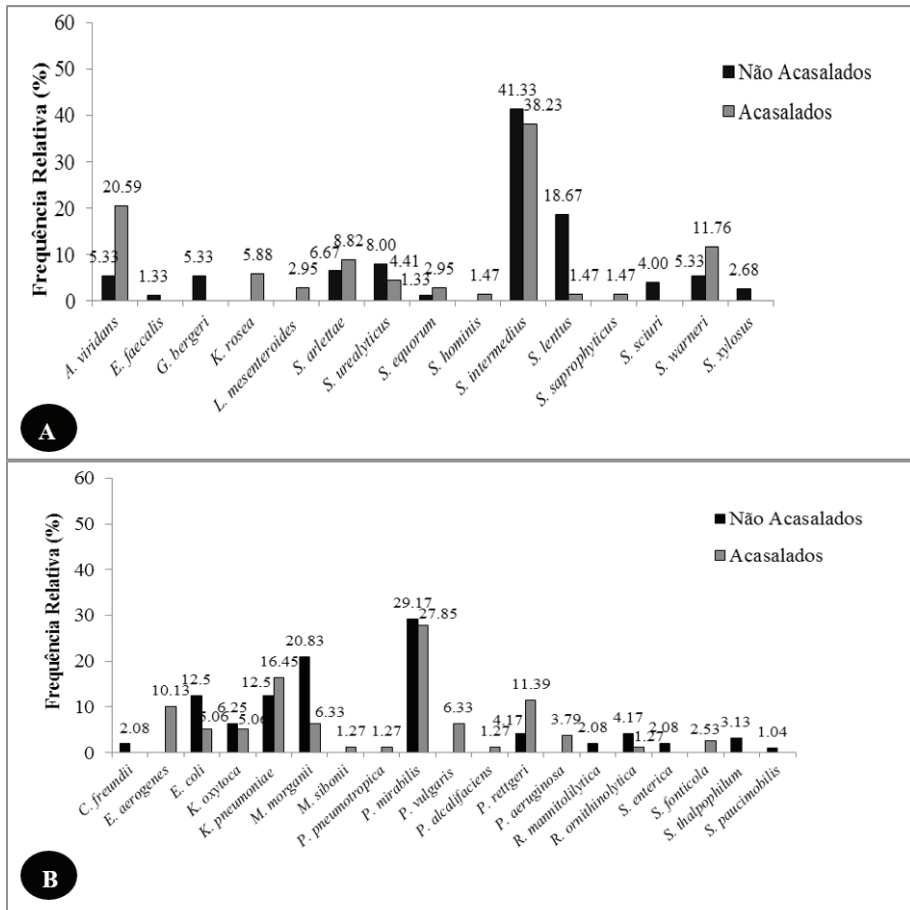 60
50
40
30
20
10
0
Frequência Relativa (%)
Não Acasalados
Acasalados
5.33
20.59
1.33
5.33
5.88
2.95
6.67
8.82
8.00
4.41
1.33
2.95
1.47
41.33
38.23
18.67
1.47
1.47
4.00
5.33
11.76
2.68
A. viridans
E. faecalis
G. bergeri
K. rosea
L. mesenteroides
S. arlettae
S. urealyticus
S. equorum
S. hominis
S. intermedius
S. lentus
S. saprophyticus
S. sciuri
S. warneri
S. xylosus
A
60
50
40
30
20
10
0
Frequência Relativa (%)
Não Acasalados
Acasalados
2.08
10.13
12.5
5.06
6.25
5.06
12.5
16.45
20.83
6.33
1.27
1.27
29.17
27.85
6.33
1.27
4.17
11.39
3.79
2.08
4.17
1.27
2.08
2.53
3.13
1.04
C. freundii
E. aerogenes
E. coli
K. oxytoca
K. pneumoniae
M. morganii
M. sibonii
P. pneumotropica
P. mirabilis
P. vulgaris
P. alcalifaciens
P. rettgeri
P. aeruginosa
R. mannitolilytica
R. ornithinolytica
S. enterica
S. fonticola
S. thalpophilum
S. paucimobilis
B